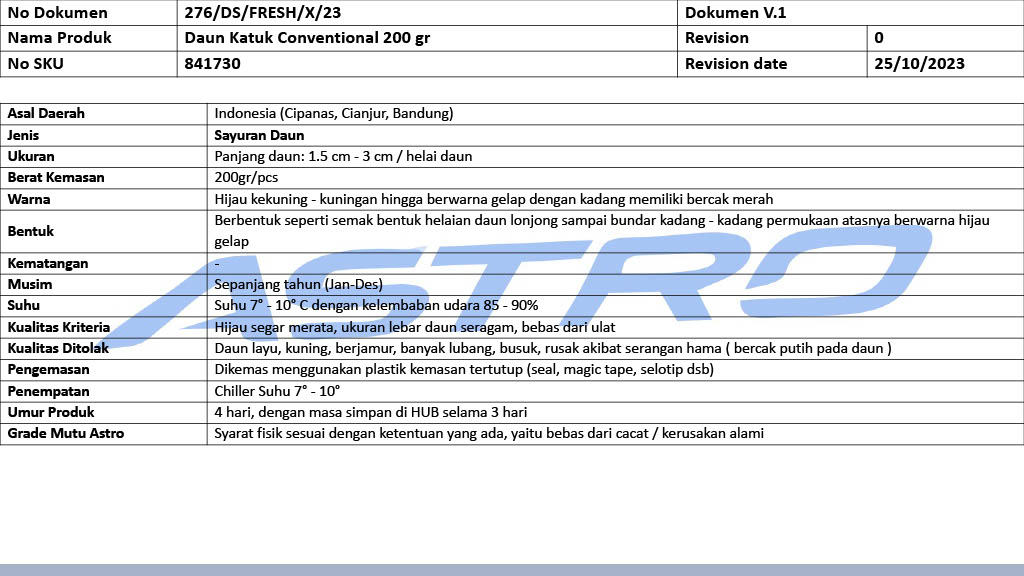 No Dokumen 276/DS/FRESH/X/23 Dokumen V.1
Nama Produk Daun Katuk Conventional 200 gr Revision 0
No SKU 841730 Revision date 25/10/2023
Asal Daerah Indonesia (Cipanas, Cianjur, Bandung)
Jenis Sayuran Daun
Ukuran Panjang daun: 1.5 cm - 3 cm / helai daun
Berat Kemasan 200gr/pcs
Warna Hijau kekuning - kuningan hingga berwarna gelap dengan kadang memiliki bercak merah
Bentuk Berbentuk seperti semak bentuk helaian daun lonjong sampai bundar kadang - kadang permukaan atasnya berwarna hijau
gelap
Kematangan -
Musim Sepanjang tahun (Jan-Des)
Suhu Suhu 7° - 10° C dengan kelembaban udara 85 - 90%
Kualitas Kriteria Hijau segar merata, ukuran lebar daun seragam, bebas dari ulat
Kualitas Ditolak Daun layu, kuning, berjamur, banyak lubang, busuk, rusak akibat serangan hama ( bercak putih pada daun )
Pengemasan Dikemas menggunakan plastik kemasan tertutup (seal, magic tape, selotip dsb)
Penempatan Chiller Suhu 7° - 10°
Umur Produk 4 hari, dengan masa simpan di HUB selama 3 hari
Grade Mutu Astro Syarat fisik sesuai dengan ketentuan yang ada, yaitu bebas dari cacat / kerusakan alami
ASTRO